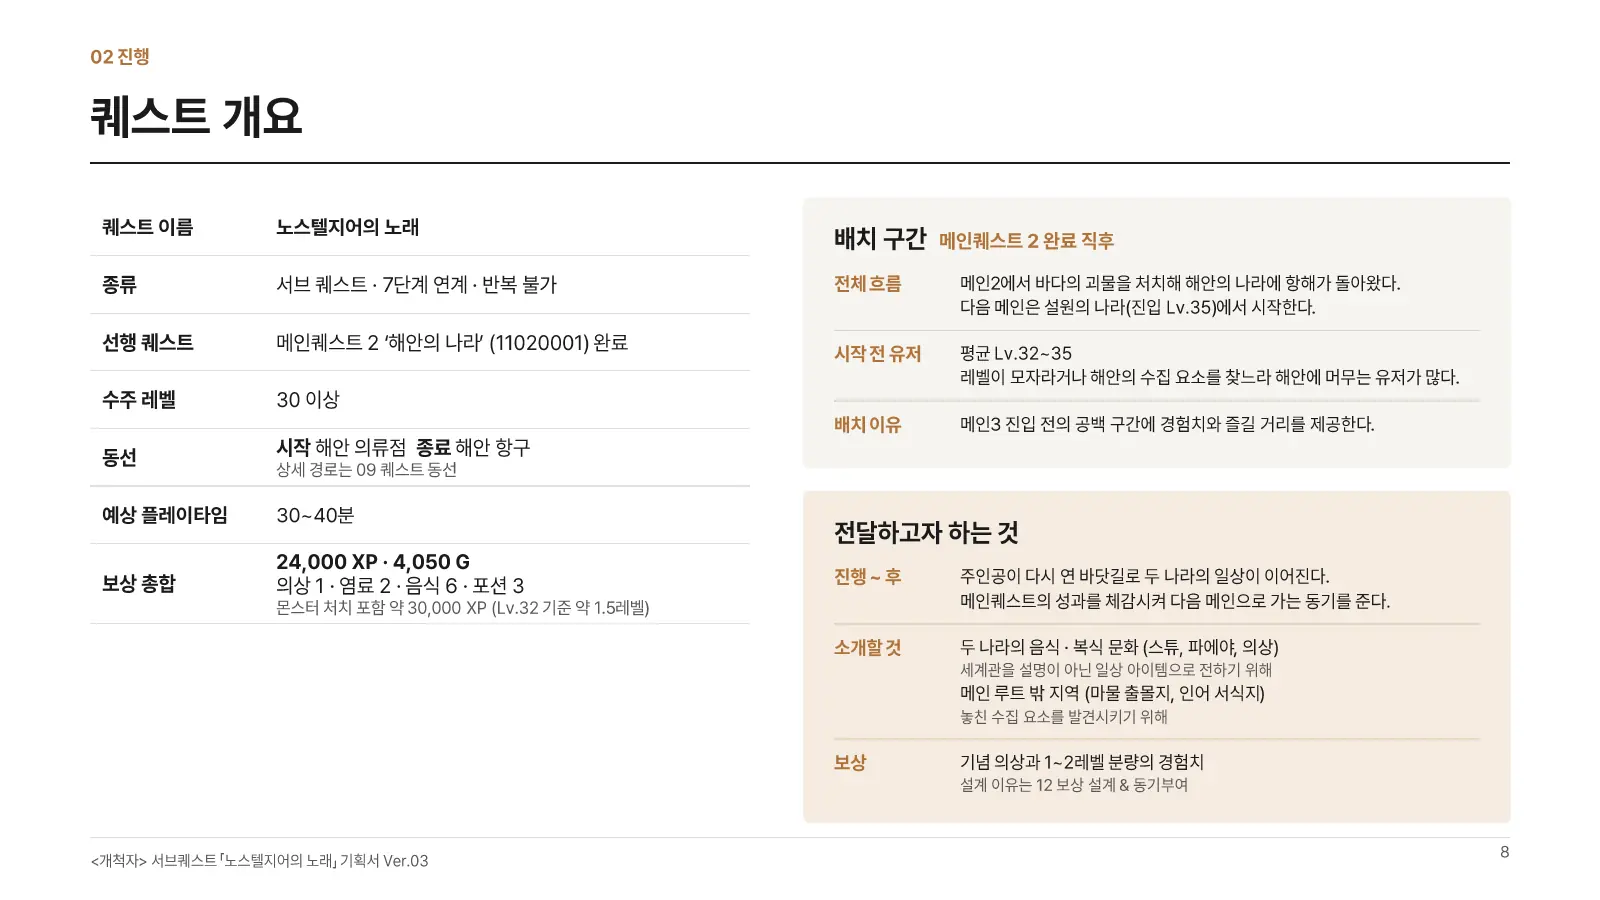 02 진행
퀘스트 개요
퀘스트 이름 노스텔지어의 노래
종류 서브 퀘스트 · 7단계 연계 · 반복 불가
선행 퀘스트 메인퀘스트 2 ‘해안의 나라’ (11020001) 완료
수주 레벨 30 이상
동선 시작 해안 의류점 종료 해안 항구
상세 경로는 09 퀘스트 동선
예상 플레이타임 30~40분
보상 총합 24,000 XP · 4,050 G
의상 1 · 염료 2 · 음식 6 · 포션 3
몬스터 처치 포함 약 30,000 XP (Lv.32 기준 약 1.5레벨)
배치 구간 메인퀘스트 2 완료 직후
전체 흐름 메인2에서 바다의 괴물을 처치해 해안의 나라에 항해가 돌아왔다.
다음 메인은 설원의 나라(진입 Lv.35)에서 시작한다.
시작 전 유저 평균 Lv.32~35
레벨이 모자라거나 해안의 수집 요소를 찾느라 해안에 머무는 유저가 많다.
배치 이유 메인3 진입 전의 공백 구간에 경험치와 즐길 거리를 제공한다.
전달하고자 하는 것
진행 ~ 후 주인공이 다시 연 바닷길로 두 나라의 일상이 이어진다.
메인퀘스트의 성과를 체감시켜 다음 메인으로 가는 동기를 준다.
소개할 것 두 나라의 음식 · 복식 문화 (스튜, 파에야, 의상)
세계관을 설명이 아닌 일상 아이템으로 전하기 위해
메인 루트 밖 지역 (마물 출몰지, 인어 서식지)
놓친 수집 요소를 발견시키기 위해
보상 기념 의상과 1~2레벨 분량의 경험치
설계 이유는 12 보상 설계 & 동기부여
<개척자> 서브퀘스트 「노스텔지어의 노래」 기획서 Ver.03
8